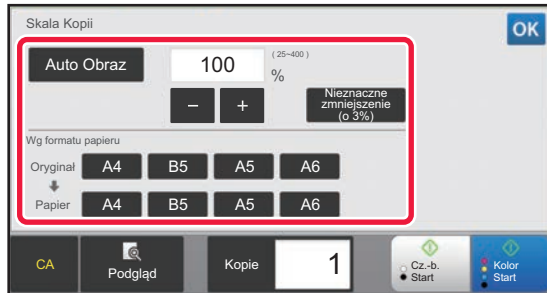 Skala Kopii
OK
Auto Obraz
100
(25~400)
%
–
+
Nieznaczne
zmniejszenie
(o 3%)
Wg formatu papieru
Oryginał A4 B5 A5 A6
Papier A4 B5 A5 A6
CA
Podgląd
Kopie
1
Cz.-b.
Start
Kolor
Start